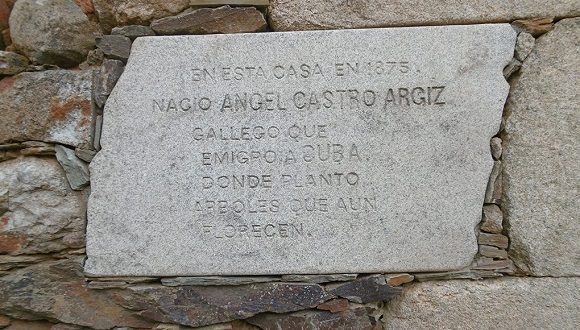 EN ESTA CASA EN 1875.
NACIO ANGEL CASTRO ARGIZ
GALLEGO QUE
EMIGRO A CUBA.
DONDE PLANTO
ARBOLES QUE AUN
FLORECEN.